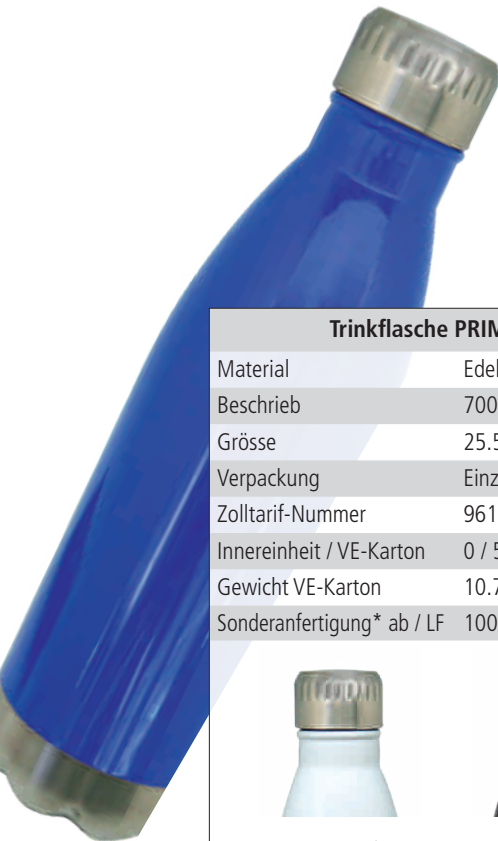 Trinkflasche PRIM
Material Edel
Beschrieb 700
Grösse 25.5
Verpackung Einz
Zolltarif-Nummer 961
Innereinheit / VE-Karton 0 / 5
Gewicht VE-Karton 10.7
Sonderanfertigung* ab / LF 100